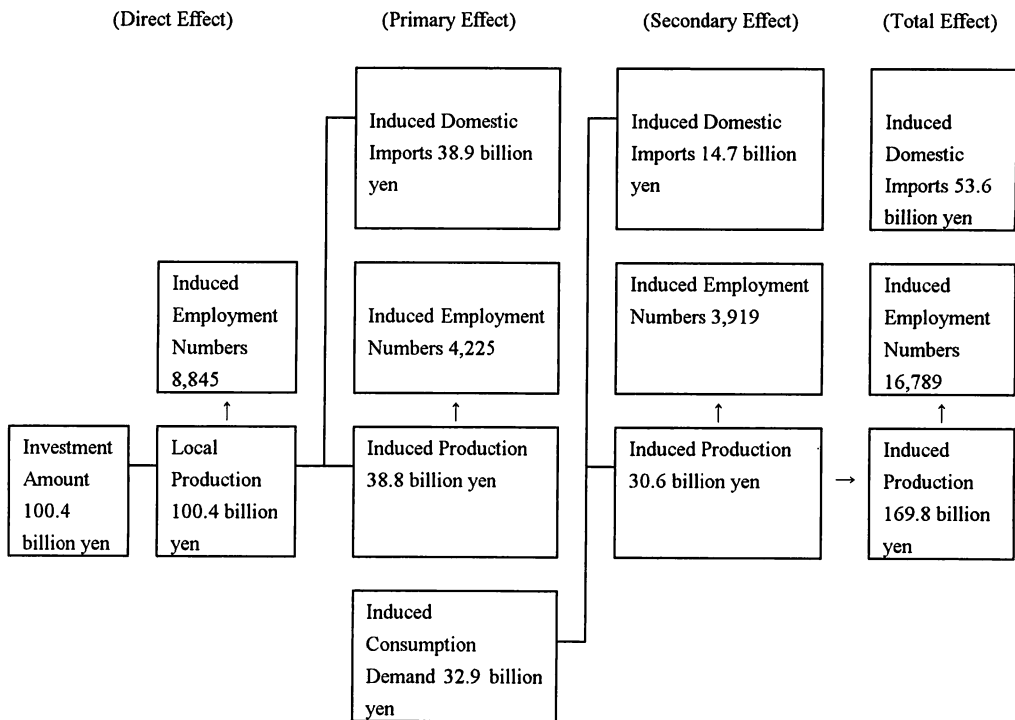 (Direct Effect)
(Primary Effect)
(Secondary Effect)
(Total Effect)
Induced Domestic
Imports 38.9 billion
yen
Induced Domestic
Imports 14.7 billion
yen
Induced
Domestic
Imports 53.6
billion yen
Induced
Employment
Numbers
8,845
Induced Employment
Numbers 4,225
Induced Employment
Numbers 3,919
Induced
Employment
Numbers
16,789
↑
↑
↑
↑
Investment
Amount
100.4
billion yen
Local
Production
100.4 billion
yen
Induced Production
38.8 billion yen
Induced Production
30.6 billion yen
→
Induced
Production
169.8 billion
yen
Induced
Consumption
Demand 32.9 billion
yen